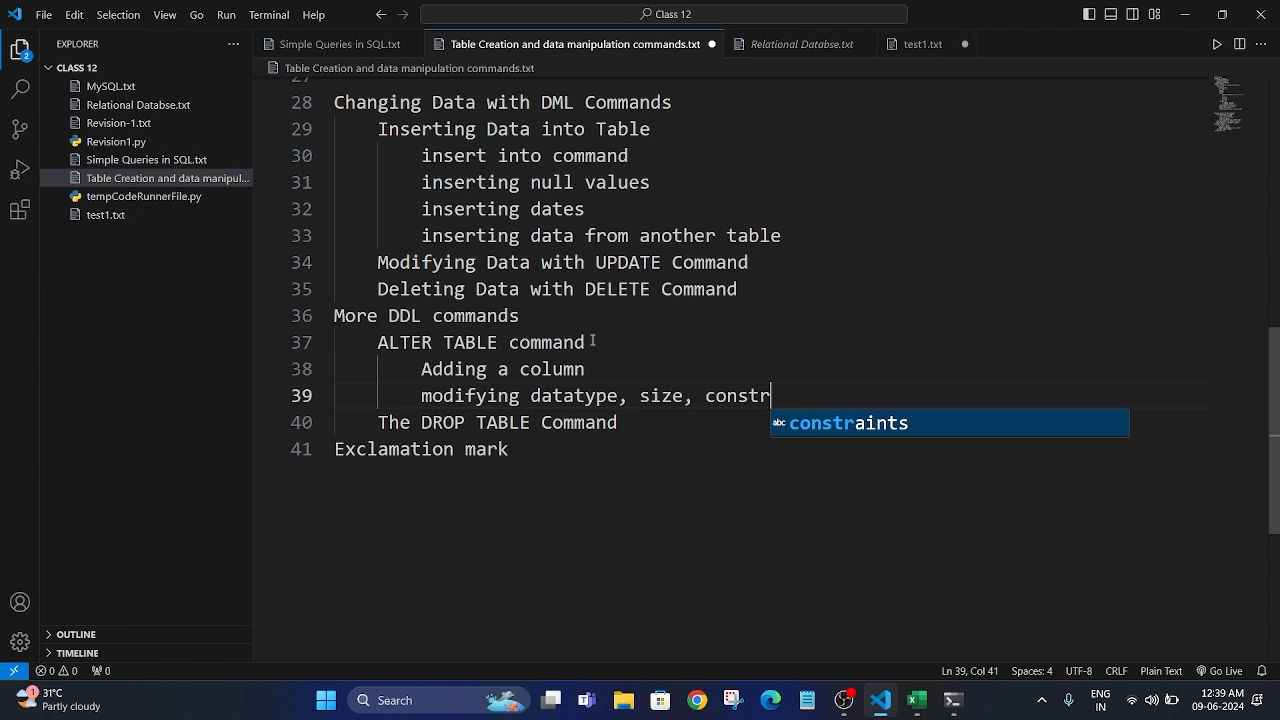 File Edit Selection View Go Run Terminal Help
Class 12
EXPLORER
Simple Queries in SQL.txt
Table Creation and data manipulation commands.txt
Relational Databse.txt
test1.txt
CLASS 12
Table Creation and data manipulation commands.txt
MySQL.txt
Relational Databse.txt
Revision-1.txt
Revision1.py
Simple Queries in SQL.txt
Table Creation and data manipul...
tempCodeRunnerFile.py
test1.txt
27
28 Changing Data with DML Commands
29 Inserting Data into Table
30 insert into command
31 inserting null values
32 inserting dates
33 inserting data from another table
34 Modifying Data with UPDATE Command
35 Deleting Data with DELETE Command
36 More DDL commands
37 ALTER TABLE command
38 Adding a column
39 modifying datatype, size, constr
abc constraints
40 The DROP TABLE Command
41 Exclamation mark
OUTLINE
TIMELINE
0 0 0
Ln 39, Col 41 Spaces: 4 UTF-8 CRLF Plain Text Go Live
1
31°C
Partly cloudy
Search
ENG
IN
12:39 AM
09-06-2024
2